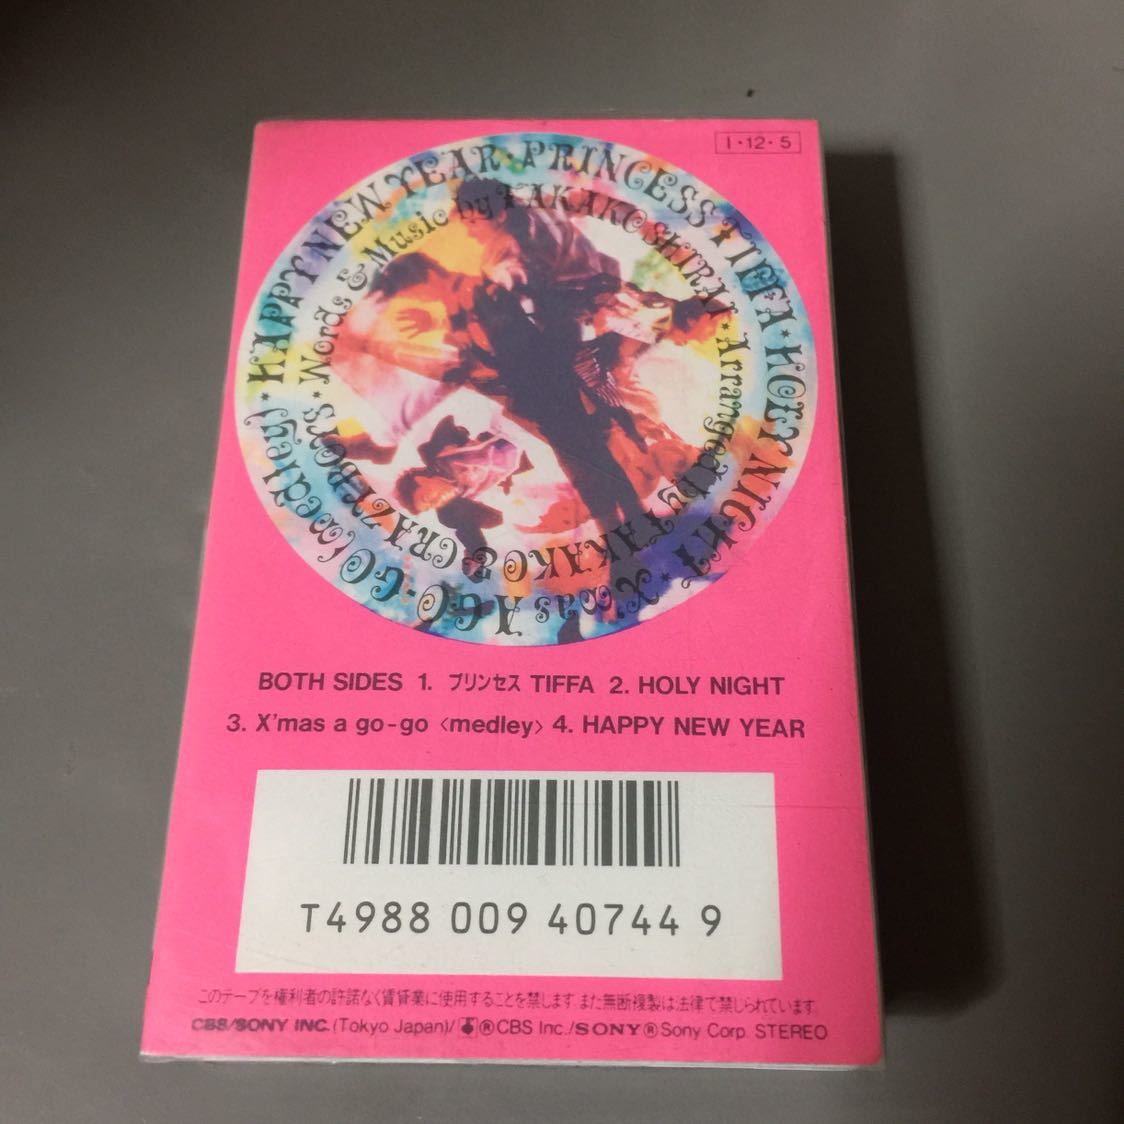 I・12・5
HAPPY NEW YEAR・PRINCESS TIFFA・HOLY NIGHT・X'mas A GO-GO (medley)・
Words & Music by TAKAKO SHIRAI・Arranged by TAKAKO & CRAZY BOYS・
BOTH SIDES 1. プリンセス TIFFA 2. HOLY NIGHT
3. X'mas a go-go <medley> 4. HAPPY NEW YEAR
T4988 009 40744 9
このテープを権利者の許諾なく賃貸業に使用することを禁じます また無断複製は法律で禁じられています
CBS/SONY INC. (Tokyo Japan)/ ®CBS Inc./SONY®Sony Corp. STEREO